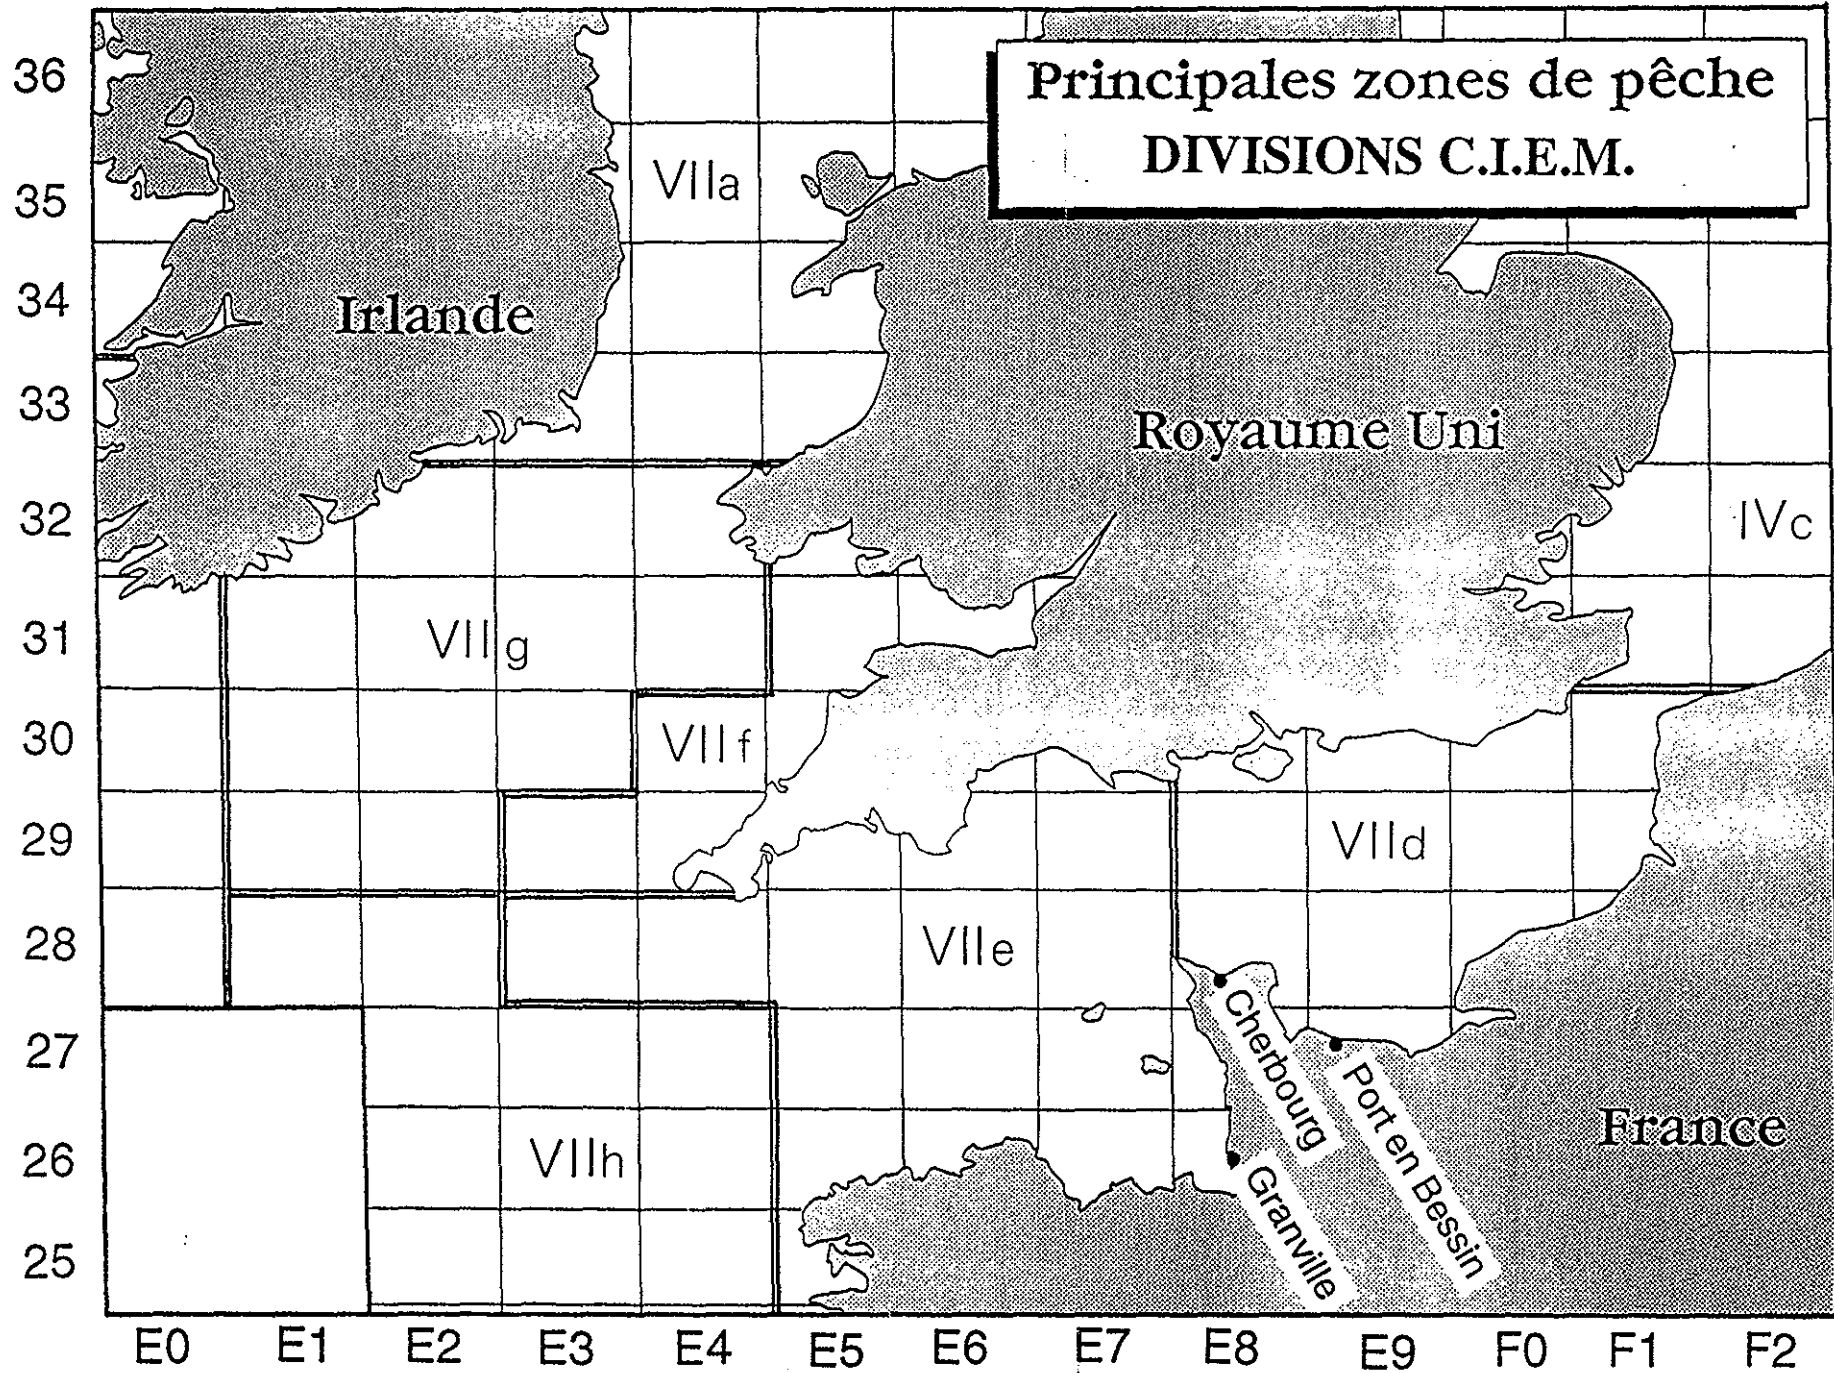 Principales zones de pêche
DIVISIONS C.I.E.M.
36
35
34
33
32
31
30
29
28
27
26
25
VIIa
Irlande
Royaume Uni
IVc
VIIg
VIIf
VIId
VIIe
Cherbourg
Port en Bessin
France
VIIh
Granville
E0 E1 E2 E3 E4 E5 E6 E7 E8 E9 F0 F1 F2